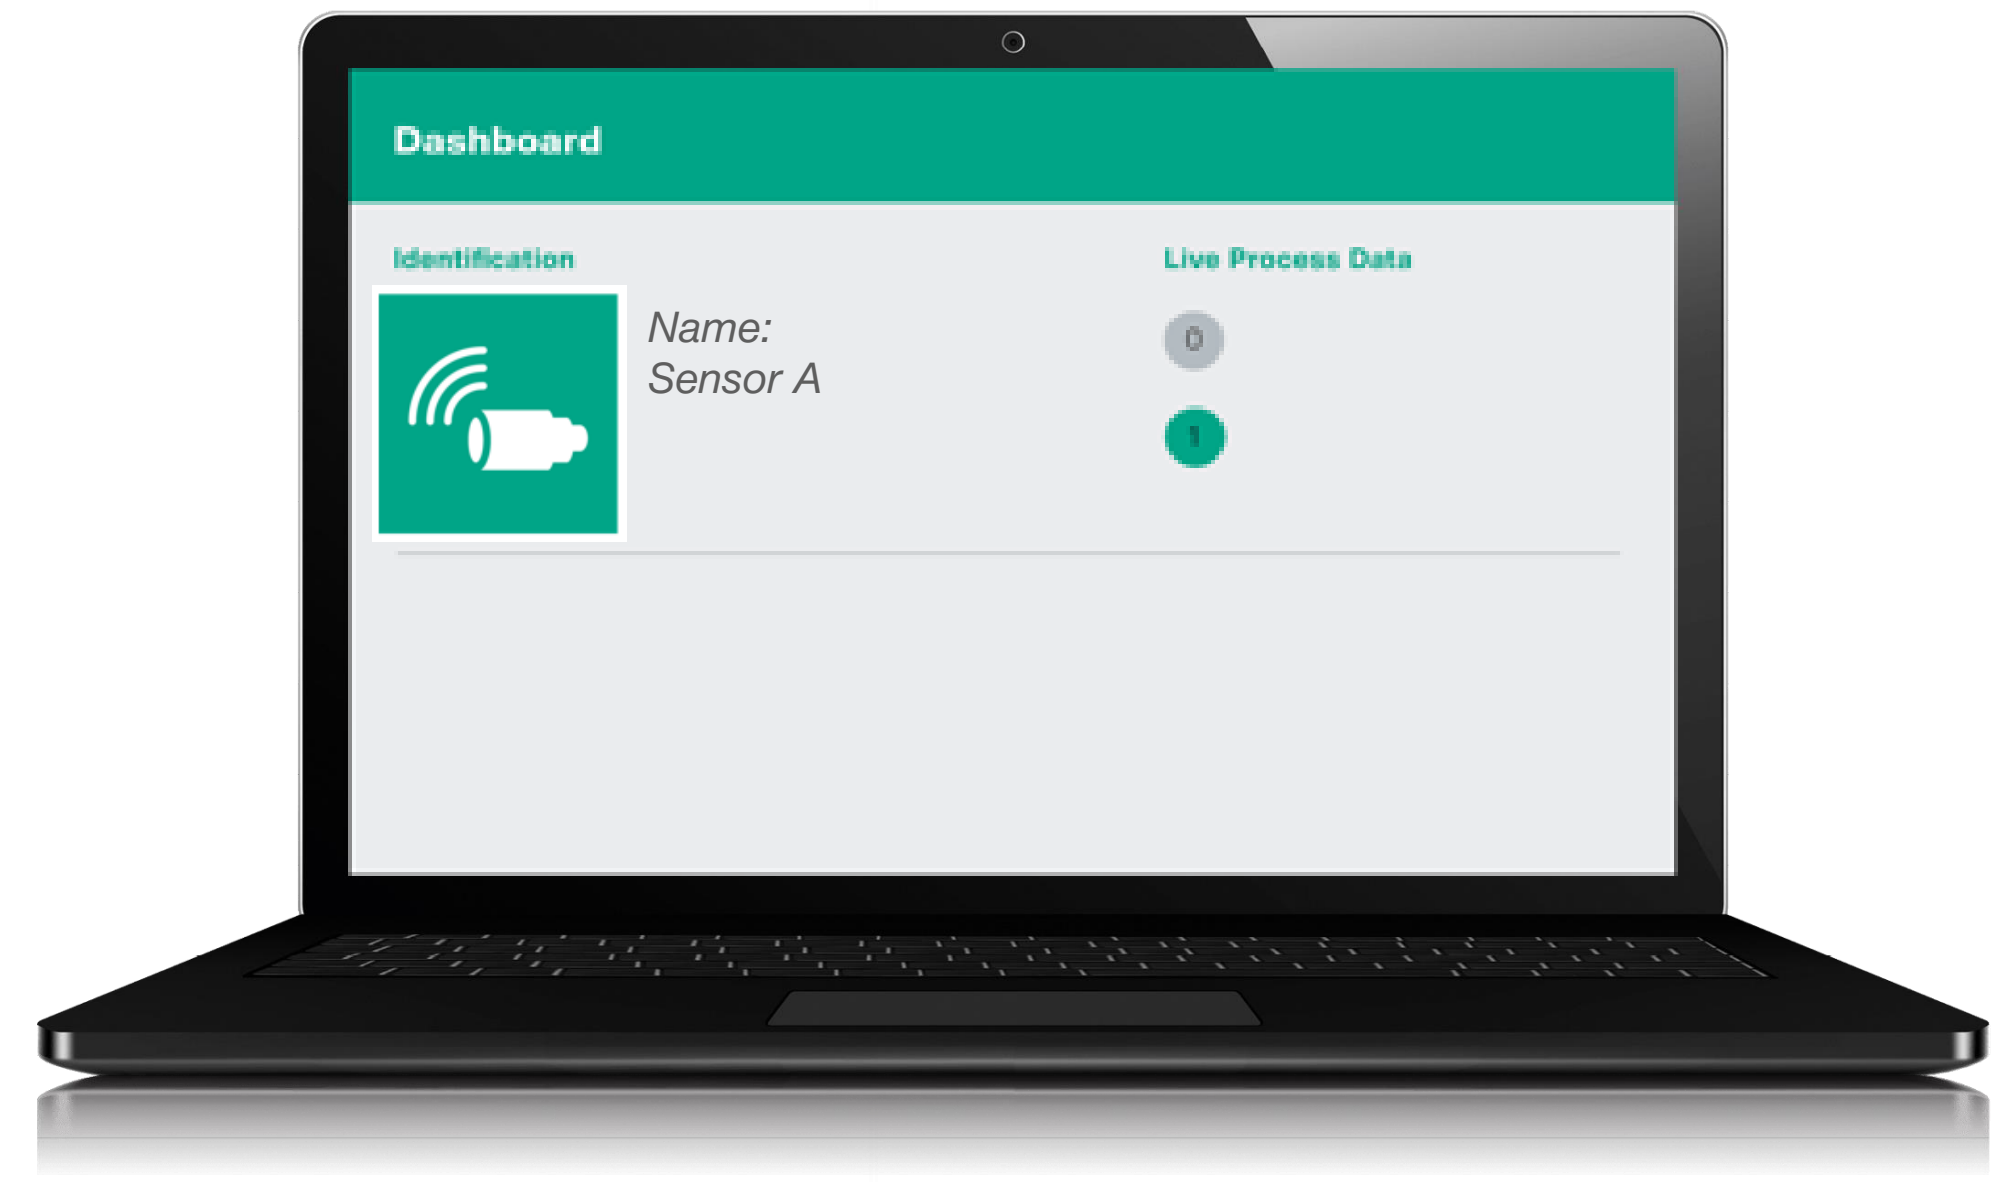 Dashboard
Identification
Live Process Data
Name:
Sensor A
0
1